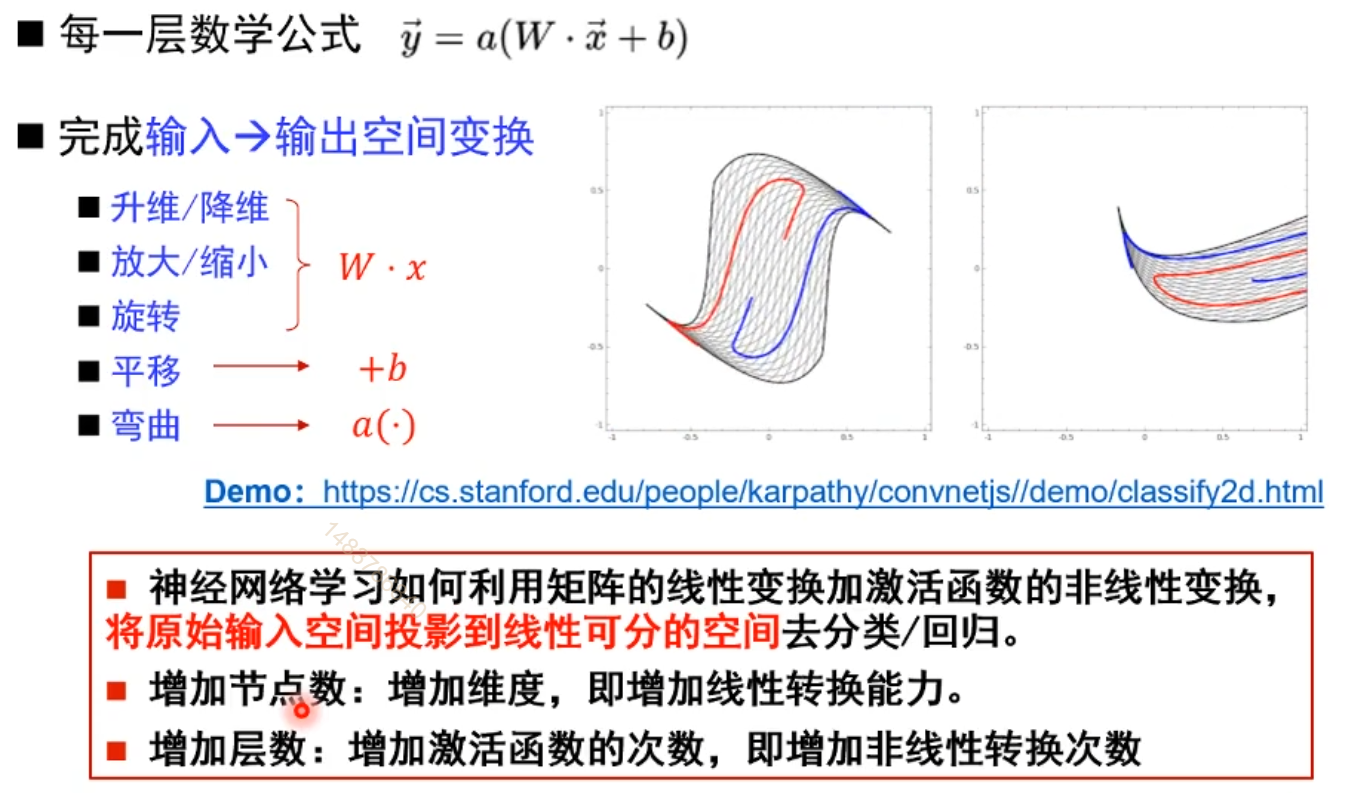 ■ 每一层数学公式 $\vec{y} = a(W \cdot \vec{x} + b)$
■ 完成输入→输出空间变换
■ 升维/降维
■ 放大/缩小
■ 旋转
W · x
■ 平移
+b
■ 弯曲
a(·)
1
0.5
0
-0.5
-1
-1 -0.5 0 0.5 1
1
0.5
0
-0.5
-1
-1 -0.5 0 0.5 1
Demo：https://cs.stanford.edu/people/karpathy/convnetjs//demo/classify2d.html
■ 神经网络学习如何利用矩阵的线性变换加激活函数的非线性变换，
将原始输入空间投影到线性可分的空间去分类/回归。
■ 增加节点数：增加维度，即增加线性转换能力。
■ 增加层数：增加激活函数的次数，即增加非线性转换次数